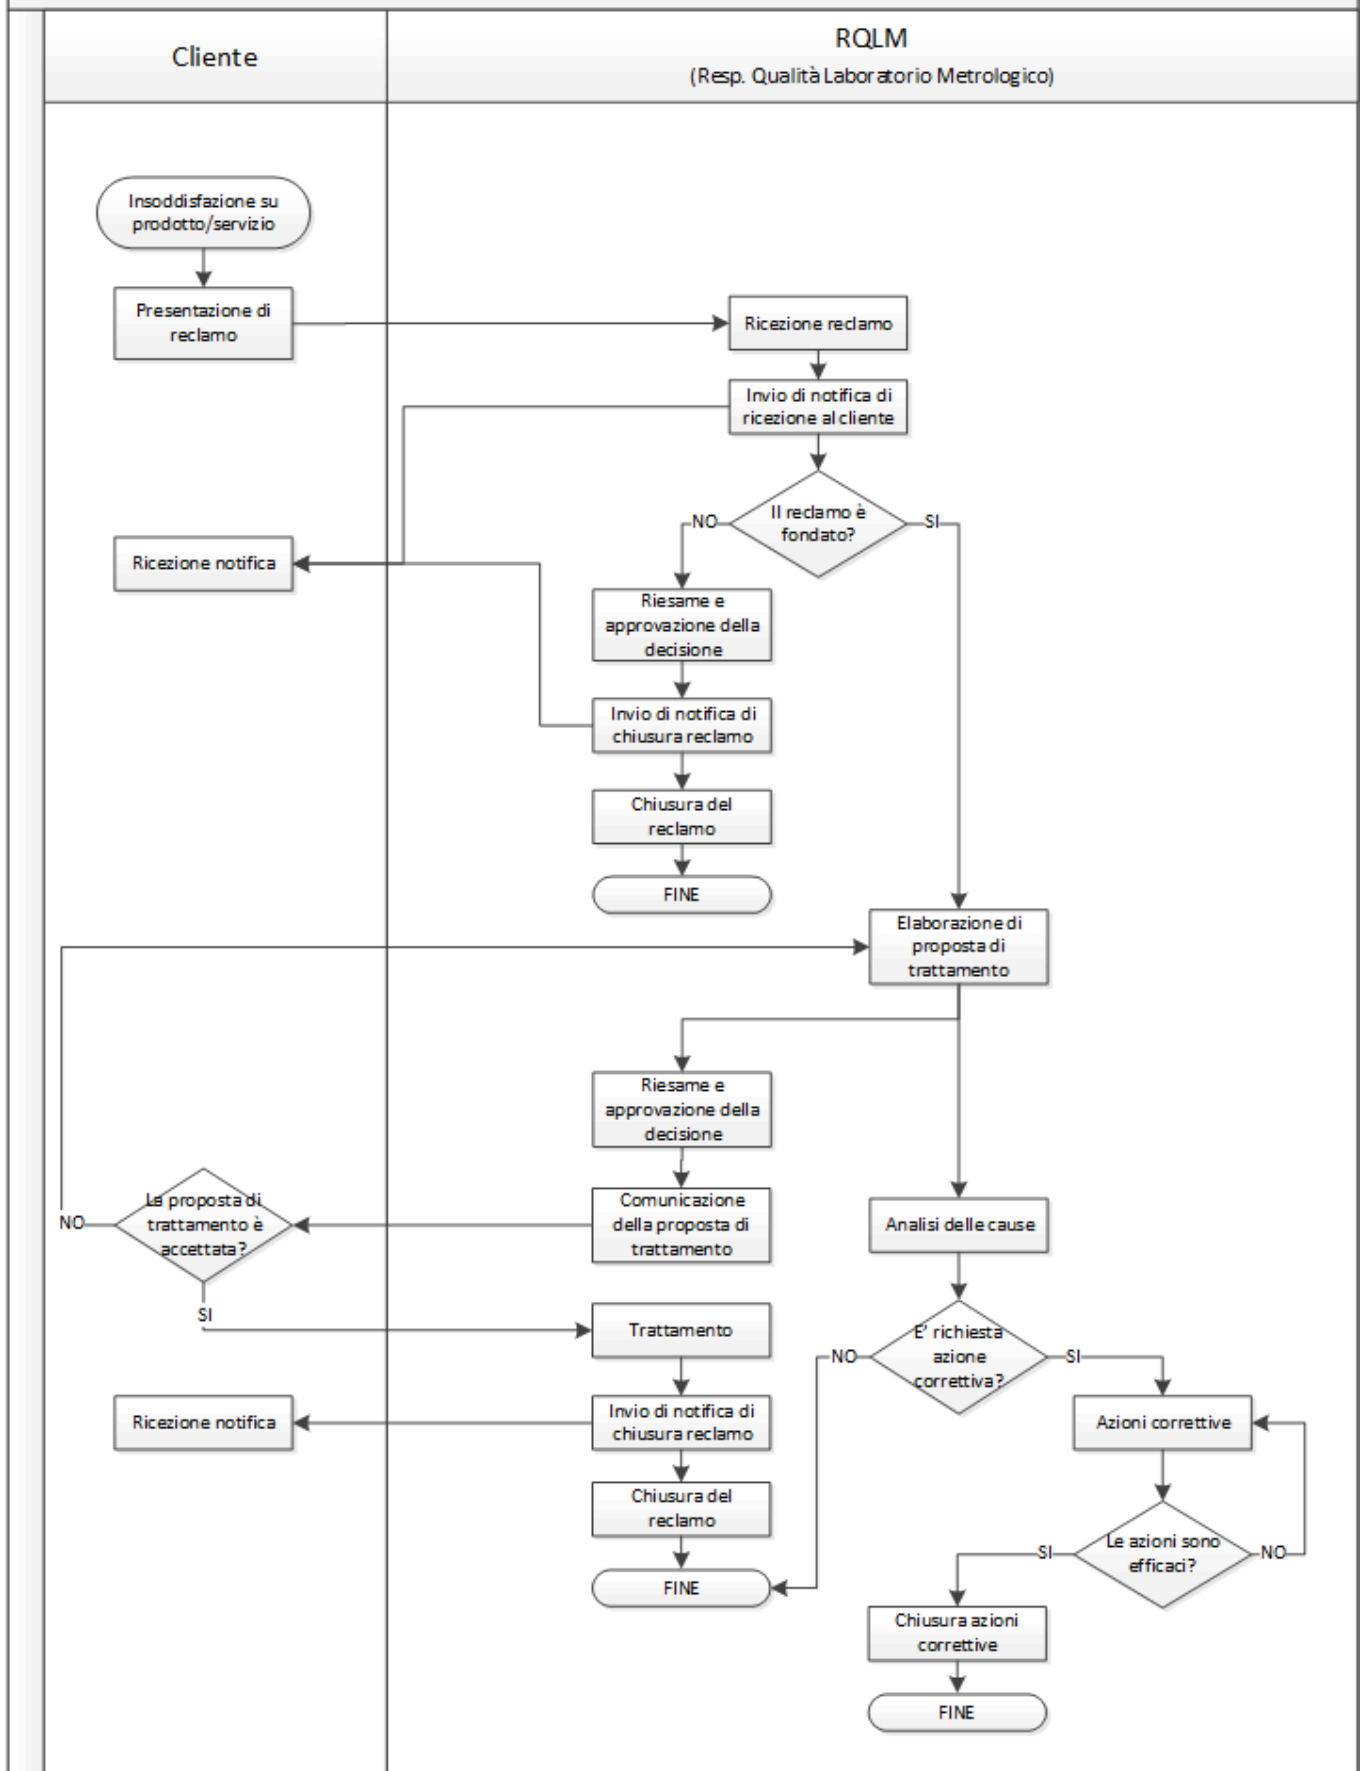 Cliente
RQLM
(Resp. Qualità Laboratorio Metrologico)
Insoddisfazione su
prodotto/servizio
Presentazione di
reclamo
Ricezione reclamo
Invio di notifica di
ricezione al cliente
Il reclamo è
fondato?
NO
SI
Ricezione notifica
Riesame e
approvazione della
decisione
Invio di notifica di
chiusura reclamo
Chiusura del
reclamo
FINE
Elaborazione di
proposta di
trattamento
Riesame e
approvazione della
decisione
Comunicazione
della proposta di
trattamento
La proposta di
trattamento è
accettata?
NO
SI
Analisi delle cause
Trattamento
E' richiesta
azione
correttiva?
NO
SI
Ricezione notifica
Invio di notifica di
chiusura reclamo
Azioni correttive
Chiusura del
reclamo
Le azioni sono
efficaci?
SI
NO
FINE
Chiusura azioni
correttive
FINE